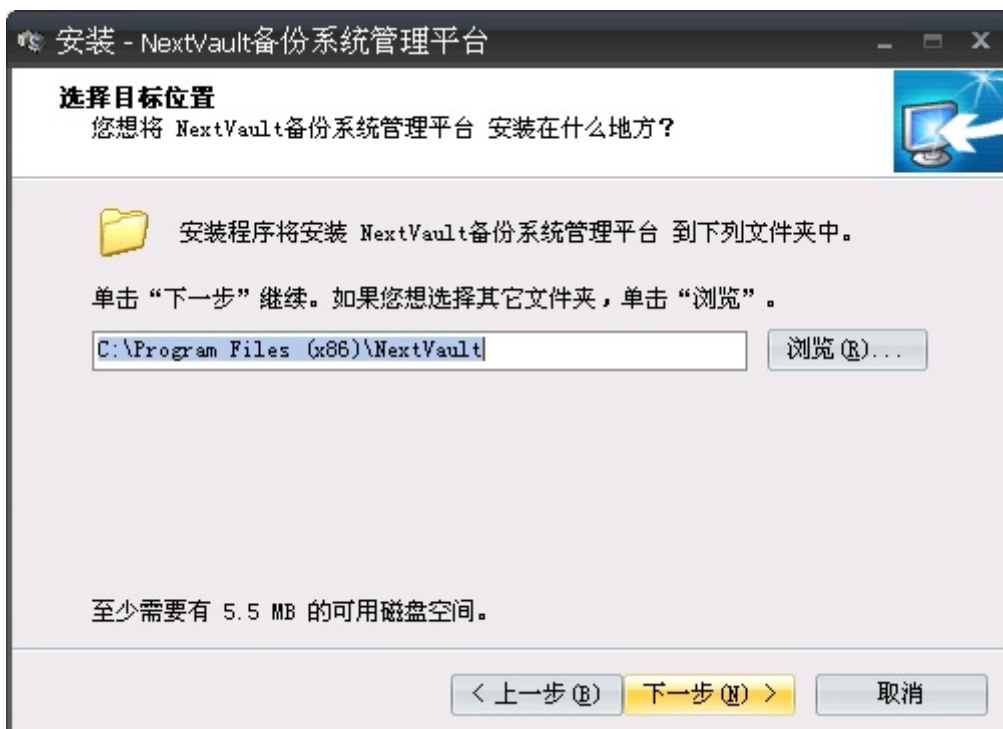 安装 - NextVault备份系统管理平台
选择目标位置
您想将 NextVault备份系统管理平台 安装在什么地方?
安装程序将安装 NextVault备份系统管理平台 到下列文件夹中。
单击“下一步”继续。如果您想选择其它文件夹,单击“浏览”。
C:\Program Files (x86)\NextVault
浏览(R)...
至少需要有 5.5 MB 的可用磁盘空间。
< 上一步(B) 下一步(N) > 取消